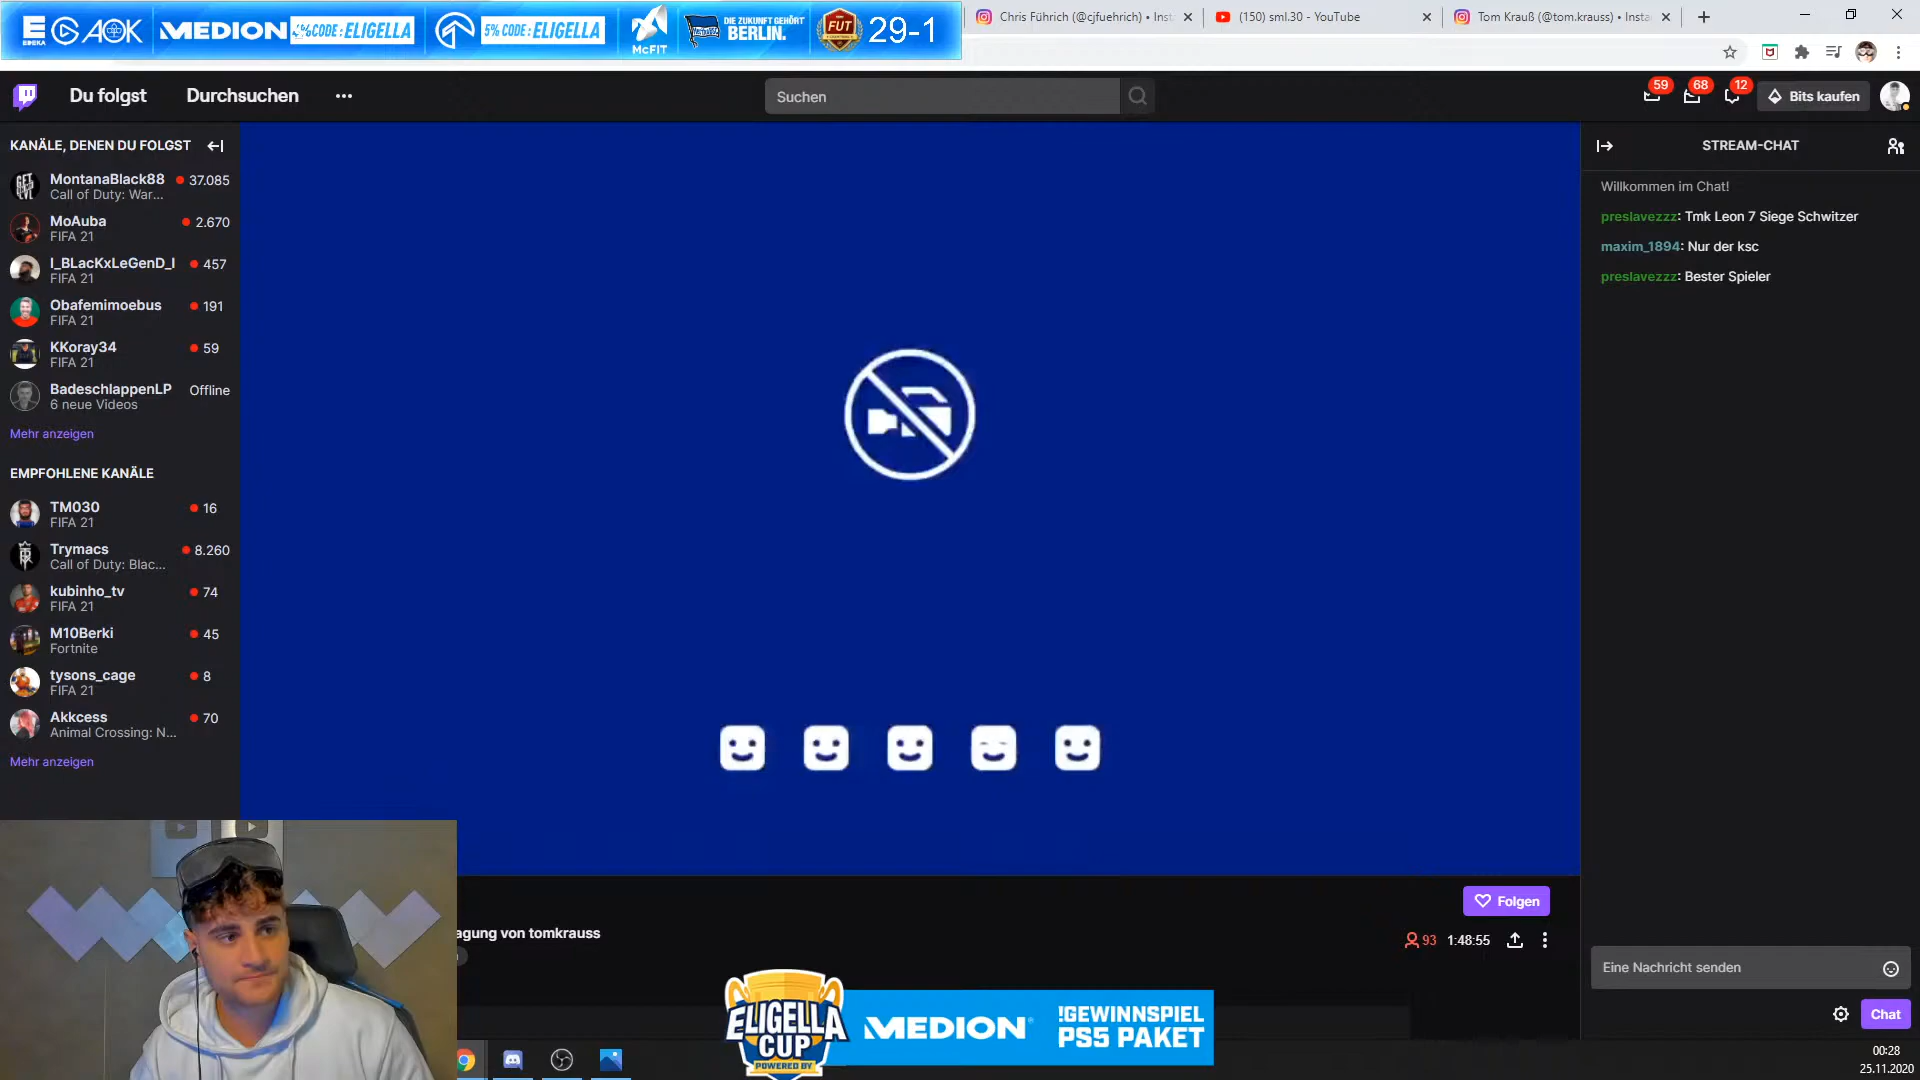 EGAOK
MEDION
5% CODE: ELIGELLA
5% CODE: ELIGELLA
McFIT
DIE ZUKUNFT GEHÖRT
BERLIN.
FUT
29-1
Chris Führich (@cjfuehrich) • Inst
(150) sml.30 - YouTube
Tom Krauß (@tom.krauss) • Insta
Du folgst
Durchsuchen
Suchen
59
68
12
Bits kaufen
KANÄLE, DENEN DU FOLGST
MontanaBlack88
37.085
Call of Duty: War...
MoAuba
2.670
FIFA 21
I_BLacKxLeGenD_I
457
FIFA 21
Obafemimoebus
191
FIFA 21
KKoray34
59
FIFA 21
BadeschlappenLP
Offline
6 neue Videos
Mehr anzeigen
EMPFOHLENE KANÄLE
TM030
16
FIFA 21
Trymacs
8.260
Call of Duty: Blac...
kubinho_tv
74
FIFA 21
M10Berki
45
Fortnite
tysons_cage
8
FIFA 21
Akkcess
70
Animal Crossing: N...
Mehr anzeigen
STREAM-CHAT
Willkommen im Chat!
preslavezzz: Tmk Leon 7 Siege Schwitzer
maxim_1894: Nur der ksc
preslavezzz: Bester Spieler
Folgen
agung von tomkrauss
93
1:48:55
ELIGELLA
CUP
POWERED BY
MEDION
!GEWINNSPIEL
PS5 PAKET
Eine Nachricht senden
Chat
00:28
25.11.2020